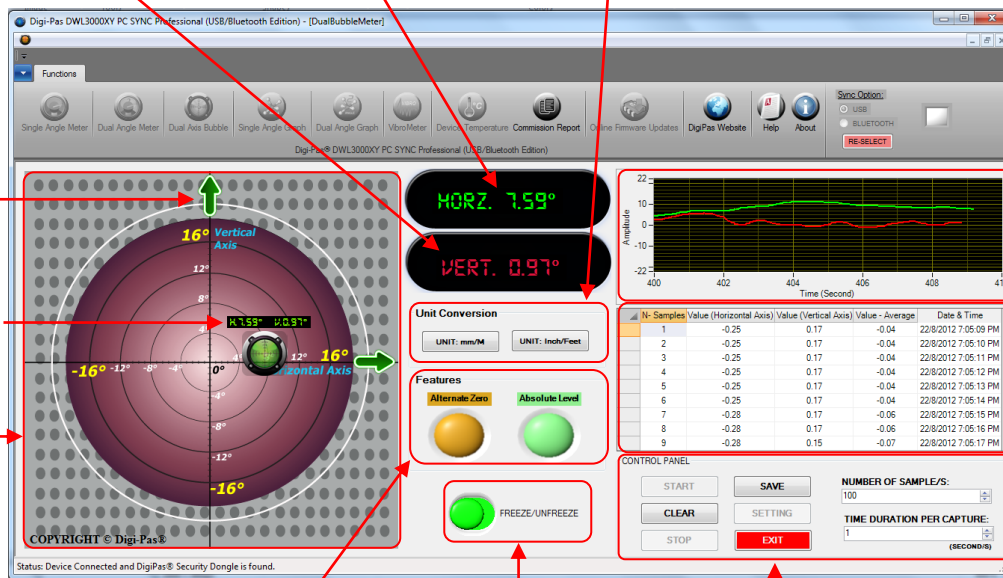 Digi-Pas DWL3000XY PC SYNC Professional (USB/Bluetooth Edition) - [DualBubbleMeter]
Functions
Single Angle Meter
Dual Angle Meter
Dual Axis Bubble
Single Angle Graph
Dual Angle Graph
VibroMeter
Device Temperature
Commission Report
Online Firmware Updates
DigiPas Website
Help
About
Sync Option:
USB
BLUETOOTH
RE-SELECT
Digi-Pas® DWL3000XY PC SYNC Professional (USB/Bluetooth Edition)
16° Vertical Axis
12°
8°
4°
H.7.59° V.0.97°
-16° -12° -8° -4° 0° 4° 12° 16°
Horizontal Axis
-4°
-8°
-12°
-16°
COPYRIGHT © Digi-Pas®
HORZ. 7.59°
VERT. 0.97°
Unit Conversion
UNIT: mm/M
UNIT: Inch/Feet
Features
Alternate Zero
Absolute Level
FREEZE/UNFREEZE
Amplitude
22
10
0
-10
-22
400 402 404 406 408 41
Time (Second)
N- Samples Value (Horizontal Axis) Value (Vertical Axis) Value - Average Date & Time
1 -0.25 0.17 -0.04 22/8/2012 7:05:09 PM
2 -0.25 0.17 -0.04 22/8/2012 7:05:10 PM
3 -0.25 0.17 -0.04 22/8/2012 7:05:11 PM
4 -0.25 0.17 -0.04 22/8/2012 7:05:12 PM
5 -0.25 0.17 -0.04 22/8/2012 7:05:13 PM
6 -0.25 0.17 -0.04 22/8/2012 7:05:14 PM
7 -0.28 0.17 -0.06 22/8/2012 7:05:15 PM
8 -0.28 0.17 -0.06 22/8/2012 7:05:16 PM
9 -0.28 0.15 -0.07 22/8/2012 7:05:17 PM
CONTROL PANEL
START
SAVE
CLEAR
SETTING
STOP
EXIT
NUMBER OF SAMPLE/S:
100
TIME DURATION PER CAPTURE:
1
(SECOND/S)
Status: Device Connected and DigiPas® Security Dongle is found.